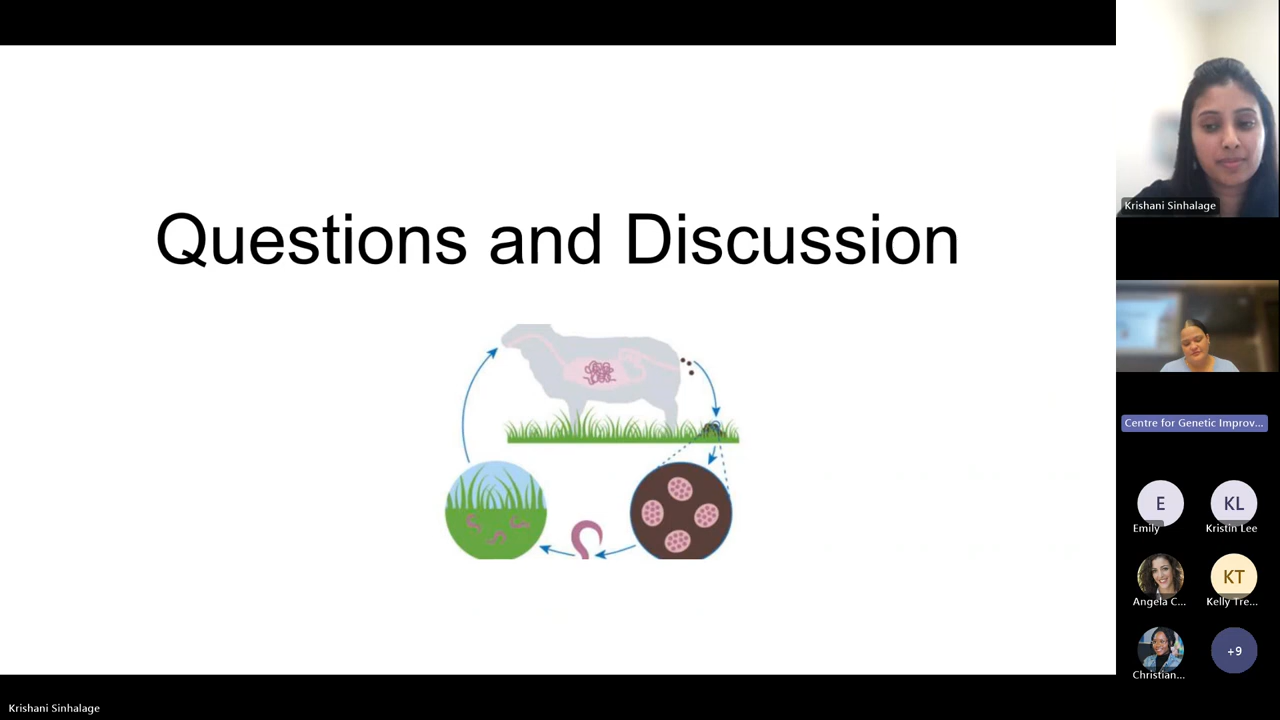 Questions and Discussion
Krishani Sinhalage
Centre for Genetic Improv...
E
KL
Emily
Kristin Lee
KT
Angela C...
Kelly Tre...
+9
Christian...
Krishani Sinhalage